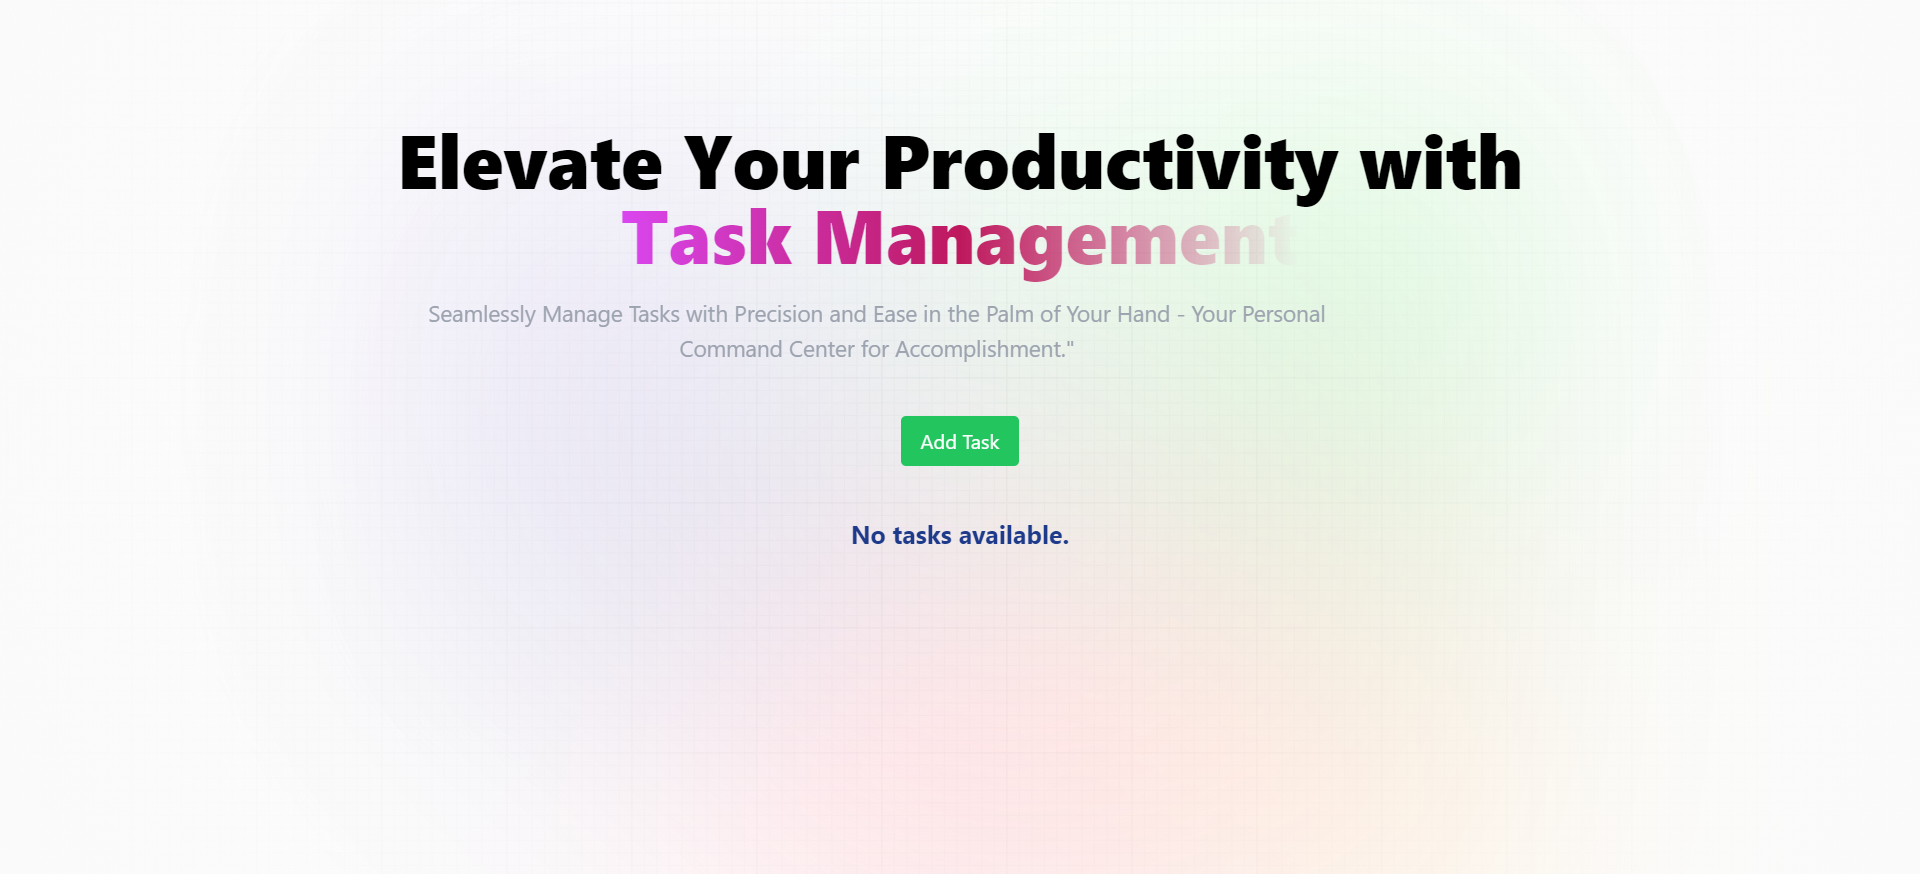 Elevate Your Productivity with
Task Management
Seamlessly Manage Tasks with Precision and Ease in the Palm of Your Hand - Your Personal
Command Center for Accomplishment."
Add Task
No tasks available.